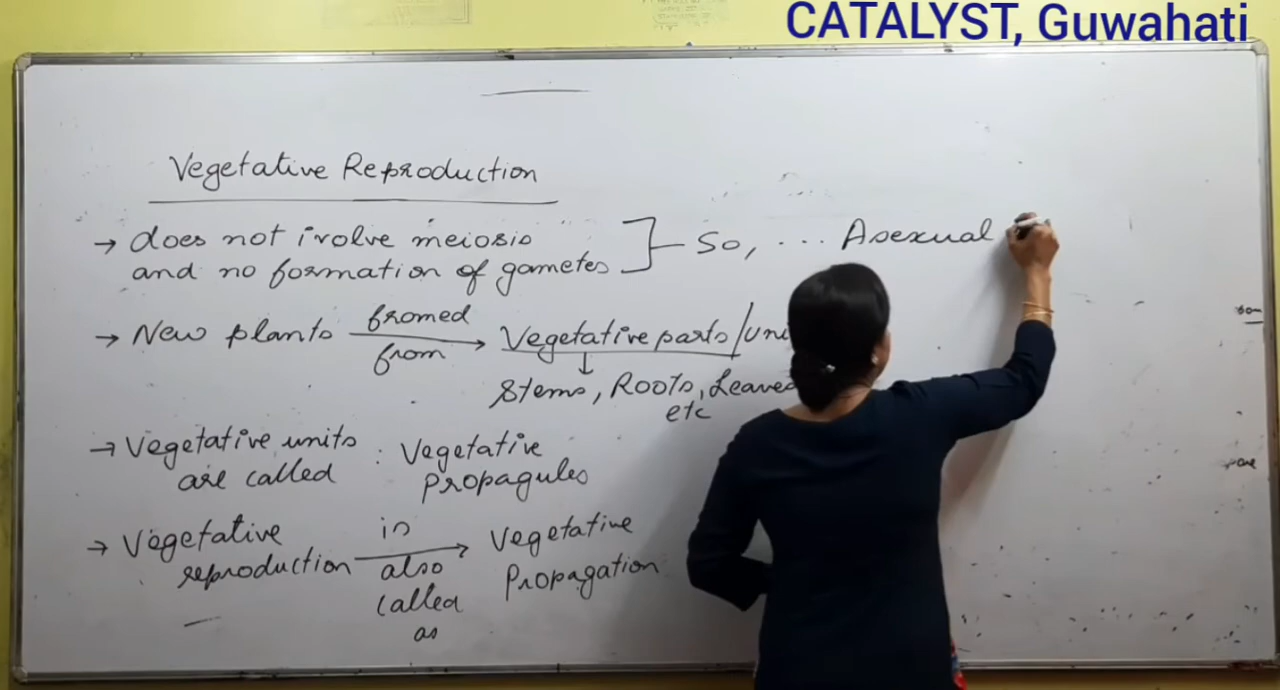 CATALYST, Guwahati
Vegetative Reproduction
→ does not ivolve meiosis
and no formation of gametes
So, ... Asexual
→ New plants fromed from → Vegetative parts/Uni
↓
Stems, Roots, Leaves
etc
→ Vegetative units
are called
: Vegetative
Propagules
→ Vegetative
reproduction
is
also
called
as
→ Vegetative
Propagation